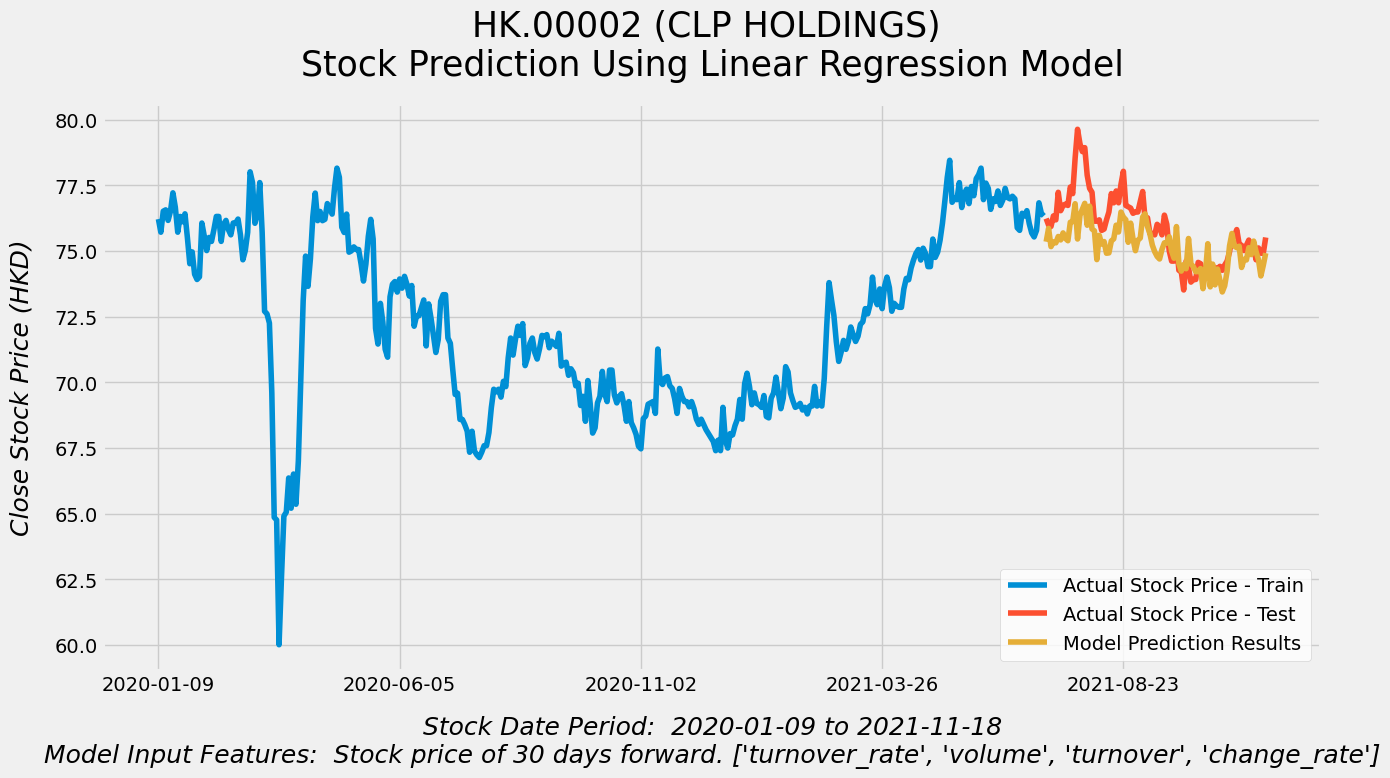 HK.00002 (CLP HOLDINGS)
Stock Prediction Using Linear Regression Model
Close Stock Price (HKD)
80.0
77.5
75.0
72.5
70.0
67.5
65.0
62.5
60.0
Actual Stock Price - Train
Actual Stock Price - Test
Model Prediction Results
2020-01-09 2020-06-05 2020-11-02 2021-03-26 2021-08-23
Stock Date Period:  2020-01-09 to 2021-11-18
Model Input Features:  Stock price of 30 days forward. ['turnover_rate', 'volume', 'turnover', 'change_rate']